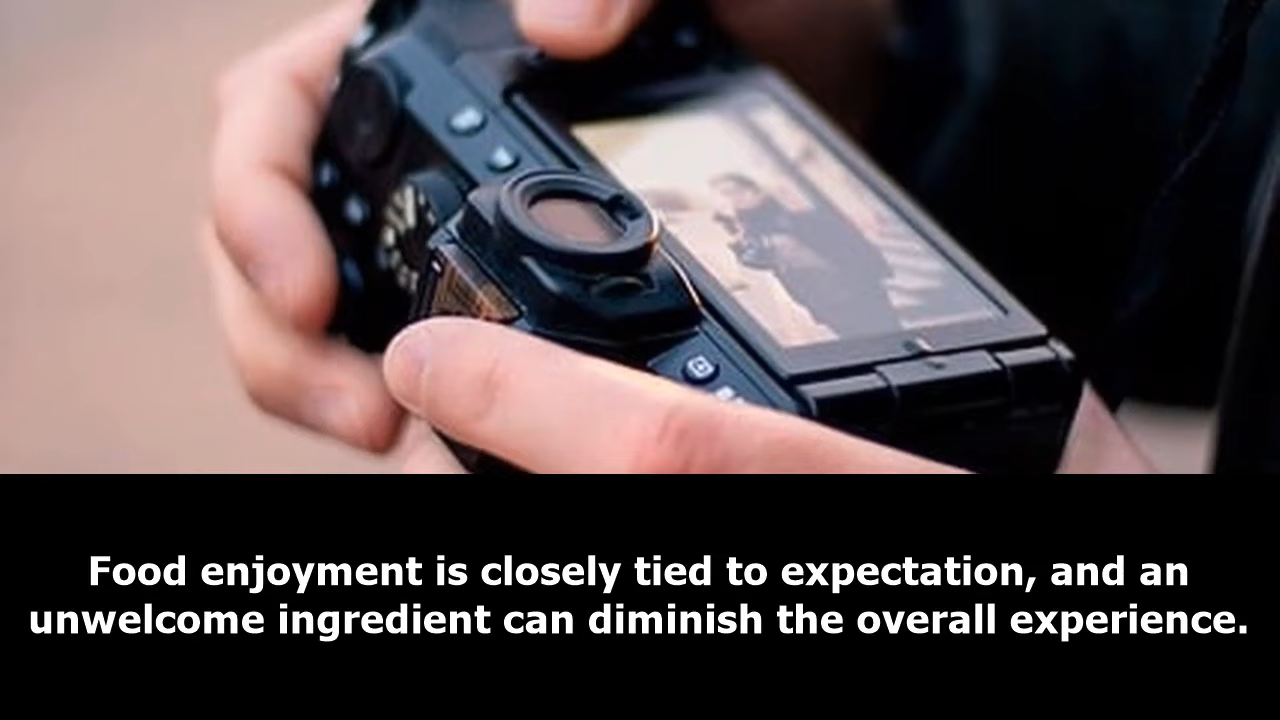 Food enjoyment is closely tied to expectation, and an
unwelcome ingredient can diminish the overall experience.